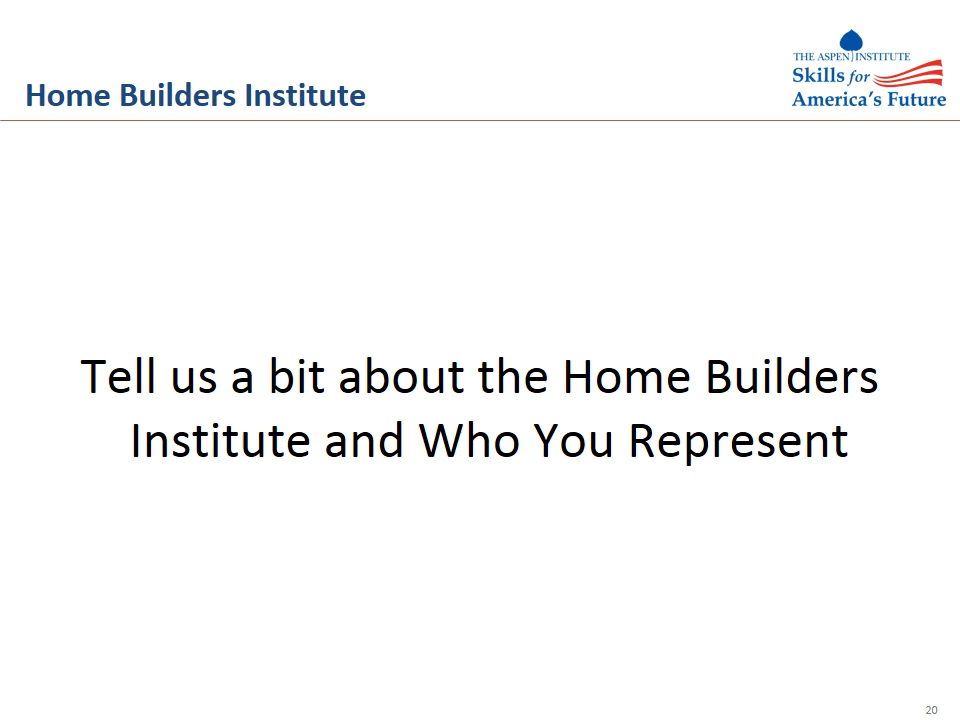 THE ASPEN INSTITUTE
Skills for
America's Future
Home Builders Institute
Tell us a bit about the Home Builders
Institute and Who You Represent
20